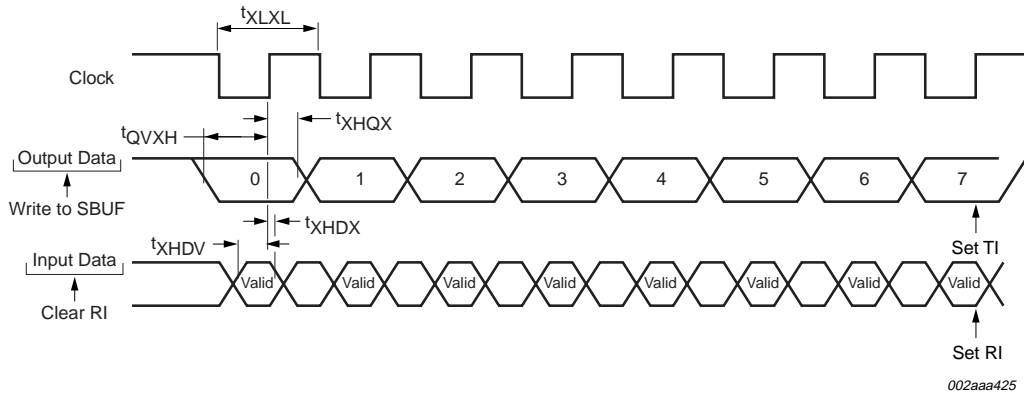 tXLXL
Clock
tXHQX
tQVXH
Output Data
0 1 2 3 4 5 6 7
Write to SBUF
tXHDX
tXHDV
Set TI
Input Data
Valid Valid Valid Valid Valid Valid Valid Valid
Clear RI
Set RI
002aaa425